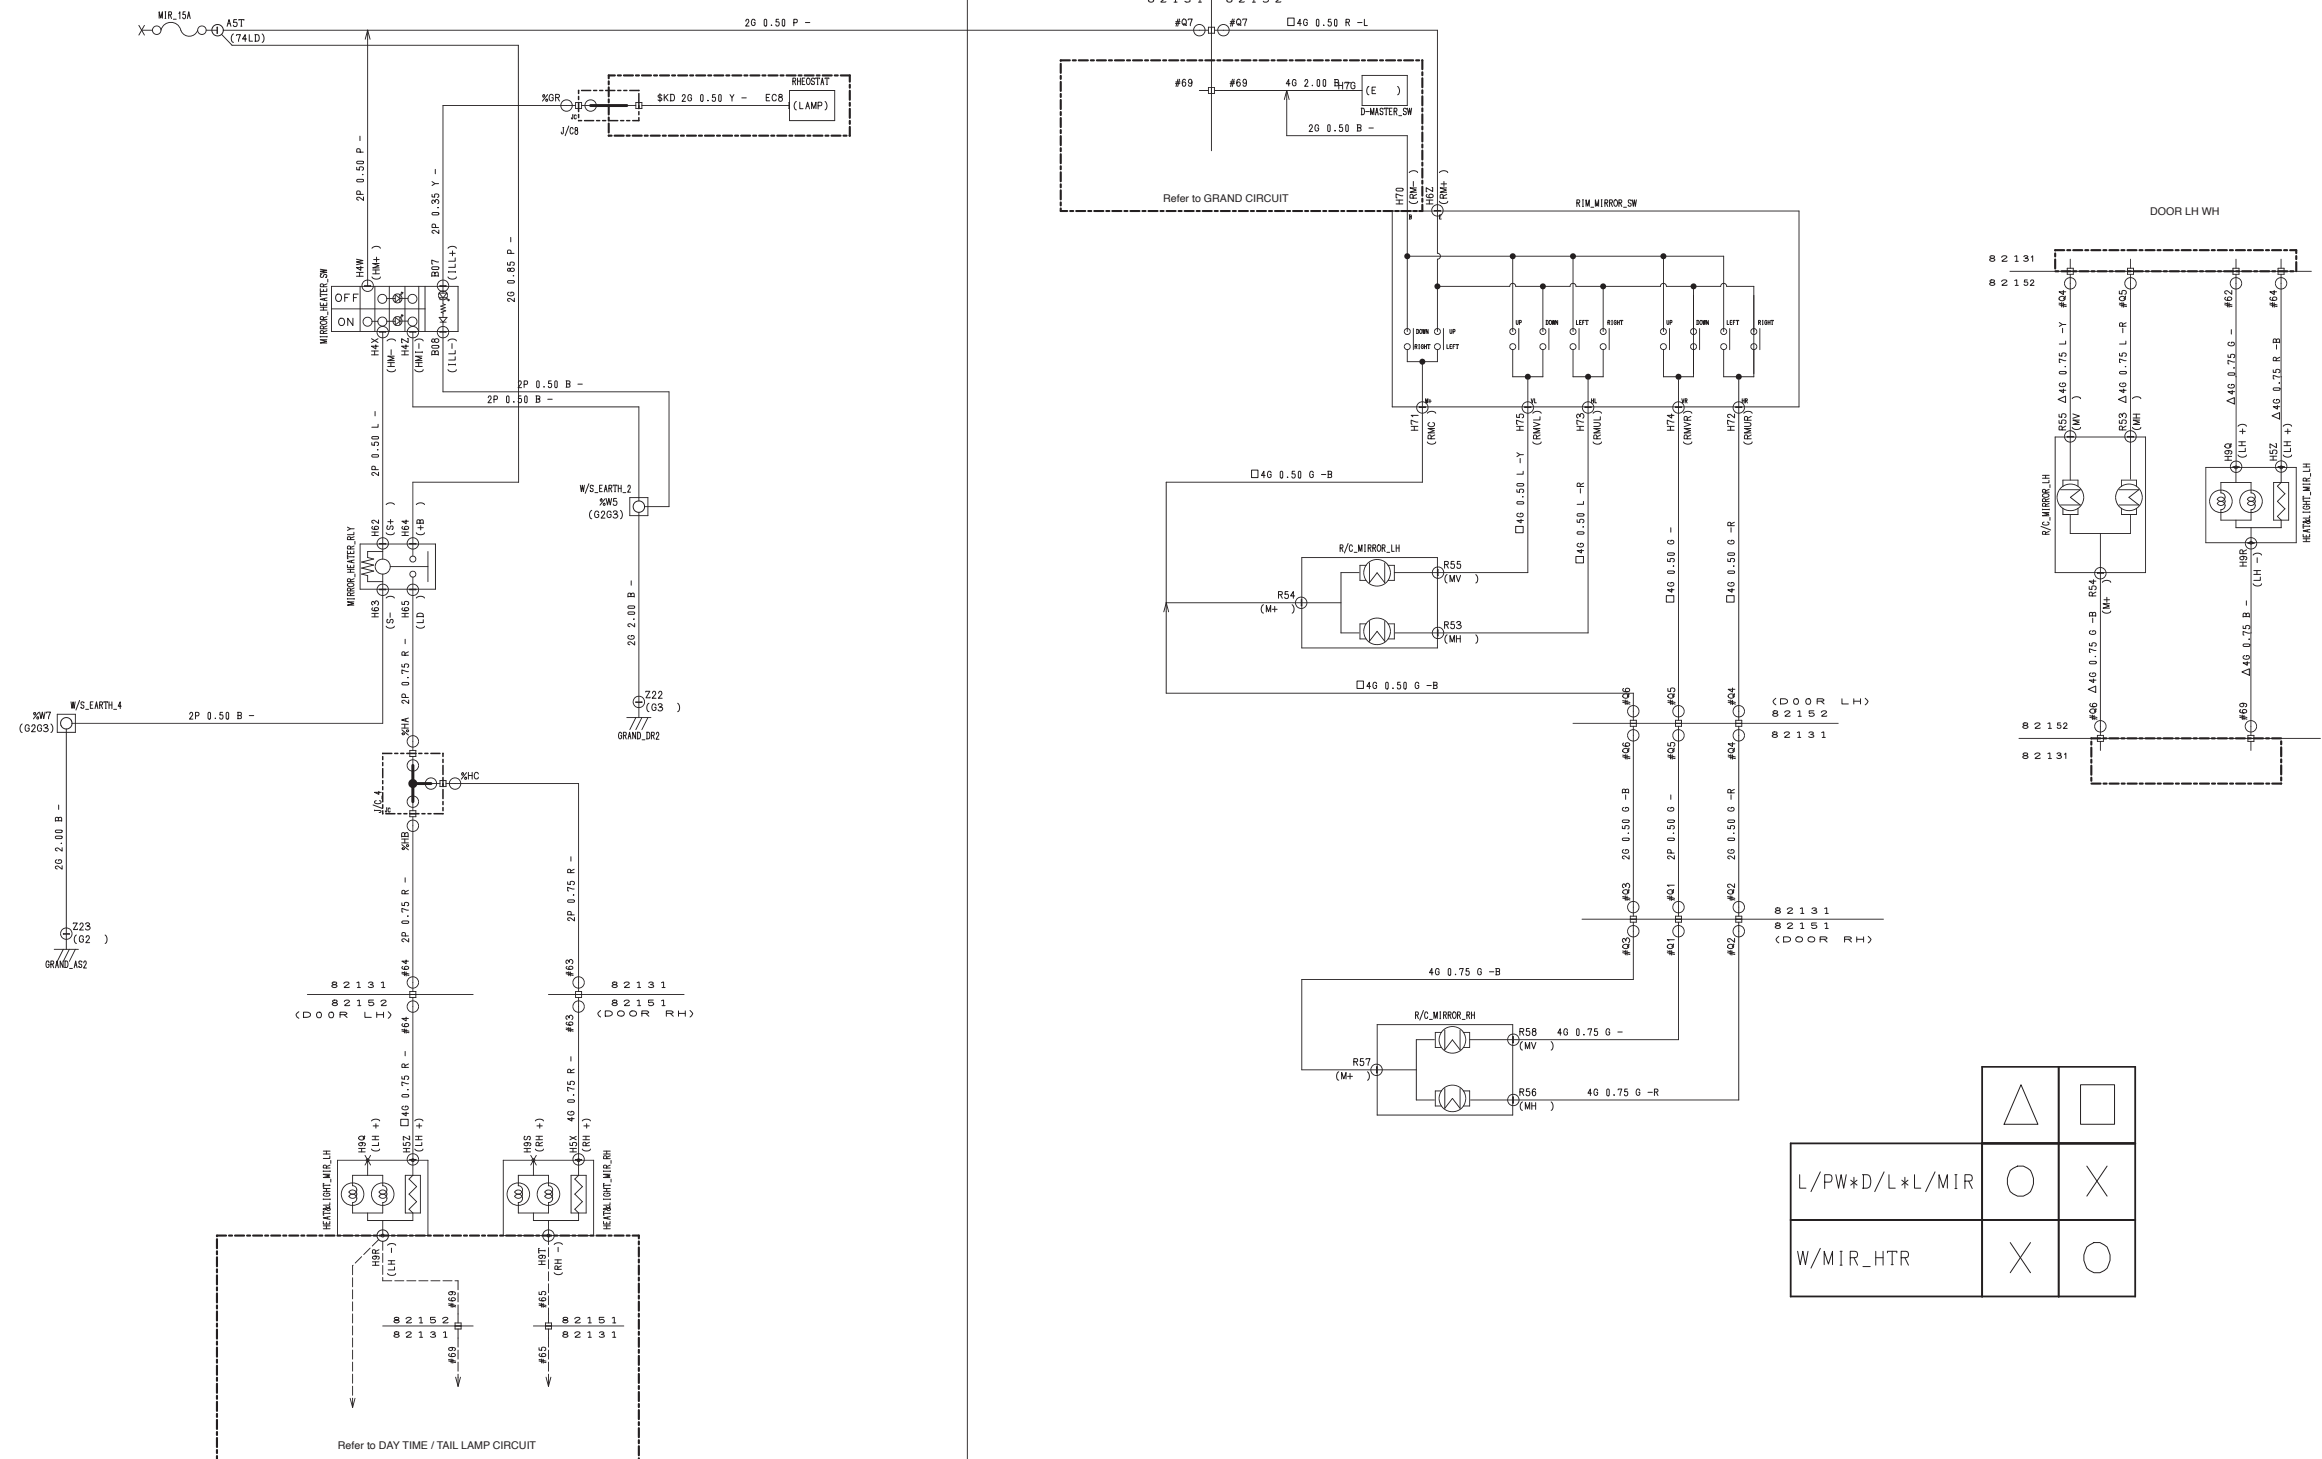 MIR_15A
A5T
(74LD)
2G 0.50 P -
#Q7
#Q7
□4G 0.50 R -L
2P 0.50 P -
2P 0.35 Y -
2G 0.85 P -
%GR
JC
J/C8
$KD 2G 0.50 Y -
EC8
RHEOSTAT
(LAMP)
MIRROR_HEATER_SW
H4W
(HM+ )
B07
(ILL+)
OFF
ON
H4X
(HM- )
H4Z
(HMI-)
B08
(ILL-)
2P 0.50 B -
2P 0.50 B -
2P 0.50 L -
W/S_EARTH_2
%W5
(G2G3)
2G 2.00 B -
Z22
(G3 )
GRAND_DR2
MIRROR_HEATER_RLY
H62
(S+ )
H64
(+B )
H63
(S- )
H65
(LD )
2P 0.75 R -
W/S_EARTH_4
%W7
(G2G3)
2P 0.50 B -
2G 2.00 B -
Z23
(G2 )
GRAND_AS2
%HA
%HC
J/C 4
JC
%HB
2P 0.75 R -
2P 0.75 R -
#64
82131
82152
(DOOR LH)
#64
#63
82131
82151
(DOOR RH)
#63
□4G 0.75 R -
4G 0.75 R -
HEAT&LIGHT_MIR_LH
H9Q
(LH +)
H5Z
(LH +)
H9S
(RH +)
H5X
(RH +)
HEAT&LIGHT_MIR_RH
H9R
(LH -)
H9T
(RH -)
#69
82152
82131
#69
#65
82151
82131
#65
Refer to DAY TIME / TAIL LAMP CIRCUIT
#69
#69
4G 2.00 B
H7G
(E )
D-MASTER_SW
2G 0.50 B -
Refer to GRAND CIRCUIT
H70
(RM- )
H6Z
(RM+ )
B
E
RIM_MIRROR_SW
DOWN
UP
RIGHT
LEFT
UP
DOWN
LEFT
RIGHT
UP
DOWN
LEFT
RIGHT
M+
VL
HL
VR
HR
H71
(RMC )
H75
(RMVL)
H73
(RMUL)
H74
(RMVR)
H72
(RMUR)
□4G 0.50 G -B
□4G 0.50 L -Y
□4G 0.50 L -R
□4G 0.50 G -
□4G 0.50 G -R
R/C_MIRROR_LH
R54
(M+ )
R55
(MV )
R53
(MH )
□4G 0.50 G -B
#Q6
#Q5
#Q4
(DOOR LH)
82152
82131
#Q6
#Q5
#Q4
2G 0.50 G -B
2P 0.50 G -
2G 0.50 G -R
#Q3
#Q1
#Q2
82131
82151
(DOOR RH)
#Q3
#Q1
#Q2
4G 0.75 G -B
R/C_MIRROR_RH
R57
(M+ )
R58
(MV )
4G 0.75 G -
R56
(MH )
4G 0.75 G -R
DOOR LH WH
82131
82152
#Q4
#Q5
#62
#64
△4G 0.75 L -Y
△4G 0.75 L -R
△4G 0.75 G -
△4G 0.75 R -B
R55
(MV )
R53
(MH )
H9Q
(LH +)
H5Z
(LH +)
R/C_MIRROR_LH
HEAT&LIGHT_MIR_LH
R54
(M+ )
H9R
(LH -)
△4G 0.75 G -B
△4G 0.75 B -
#Q6
#69
82152
82131
△ □
L/PW*D/L*L/MIR ○ X
W/MIR_HTR X ○